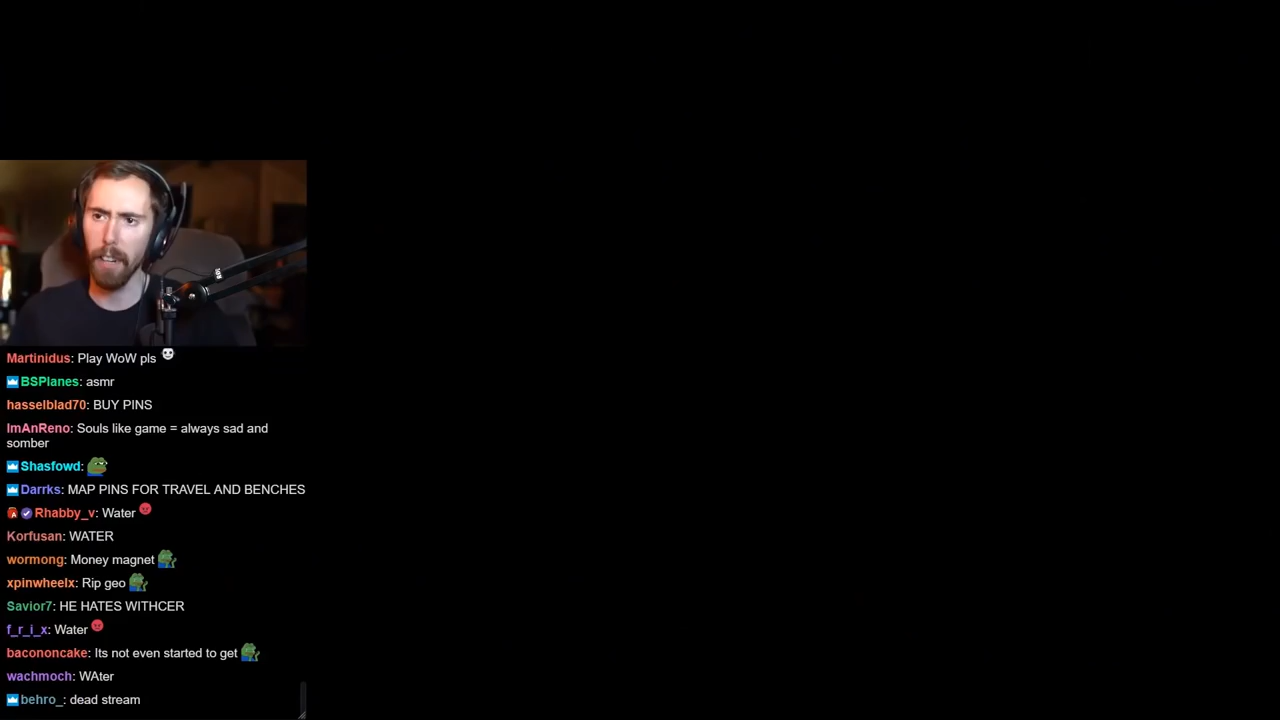 Martinidus: Play WoW pls
BSPlanes: asmr
hasselblad70: BUY PINS
ImAnReno: Souls like game = always sad and
somber
Shasfowd:
Darrks: MAP PINS FOR TRAVEL AND BENCHES
Rhabby_v: Water
Korfusan: WATER
wormong: Money magnet
xpinwheelx: Rip geo
Savior7: HE HATES WITHCER
f_r_i_x: Water
bacononcake: Its not even started to get
wachmoch: WAter
behro_: dead stream